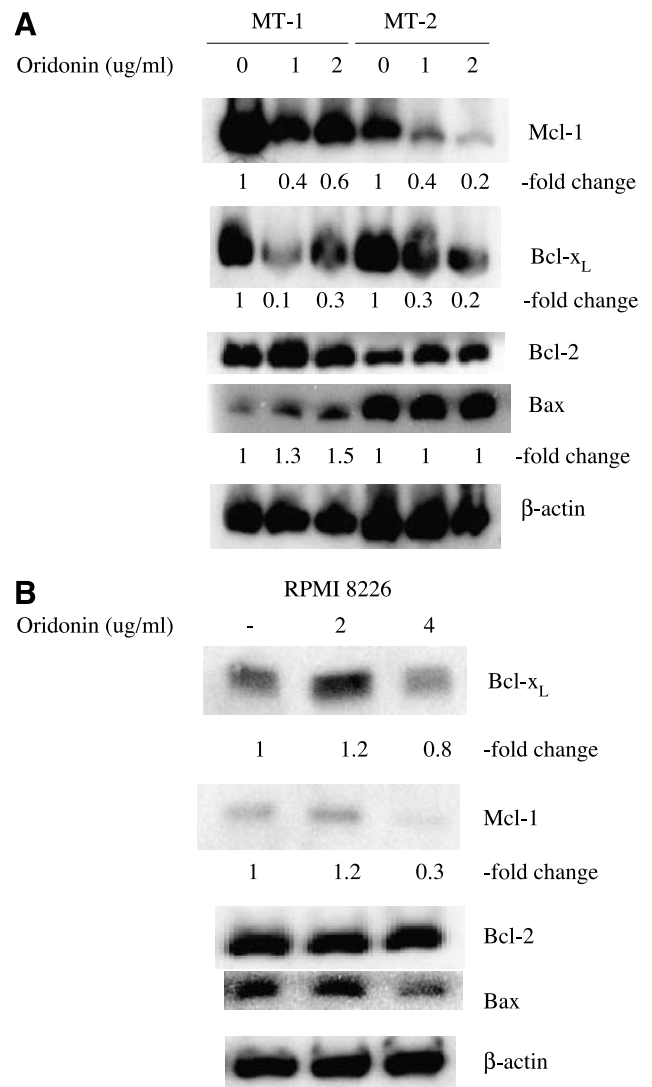 A
MT-1 MT-2
Oridonin (ug/ml) 0 1 2 0 1 2
Mcl-1
1 0.4 0.6 1 0.4 0.2 -fold change
Bcl-xL
1 0.1 0.3 1 0.3 0.2 -fold change
Bcl-2
Bax
1 1.3 1.5 1 1 1 -fold change
β-actin
B
RPMI 8226
Oridonin (ug/ml) - 2 4
Bcl-xL
1 1.2 0.8 -fold change
Mcl-1
1 1.2 0.3 -fold change
Bcl-2
Bax
β-actin